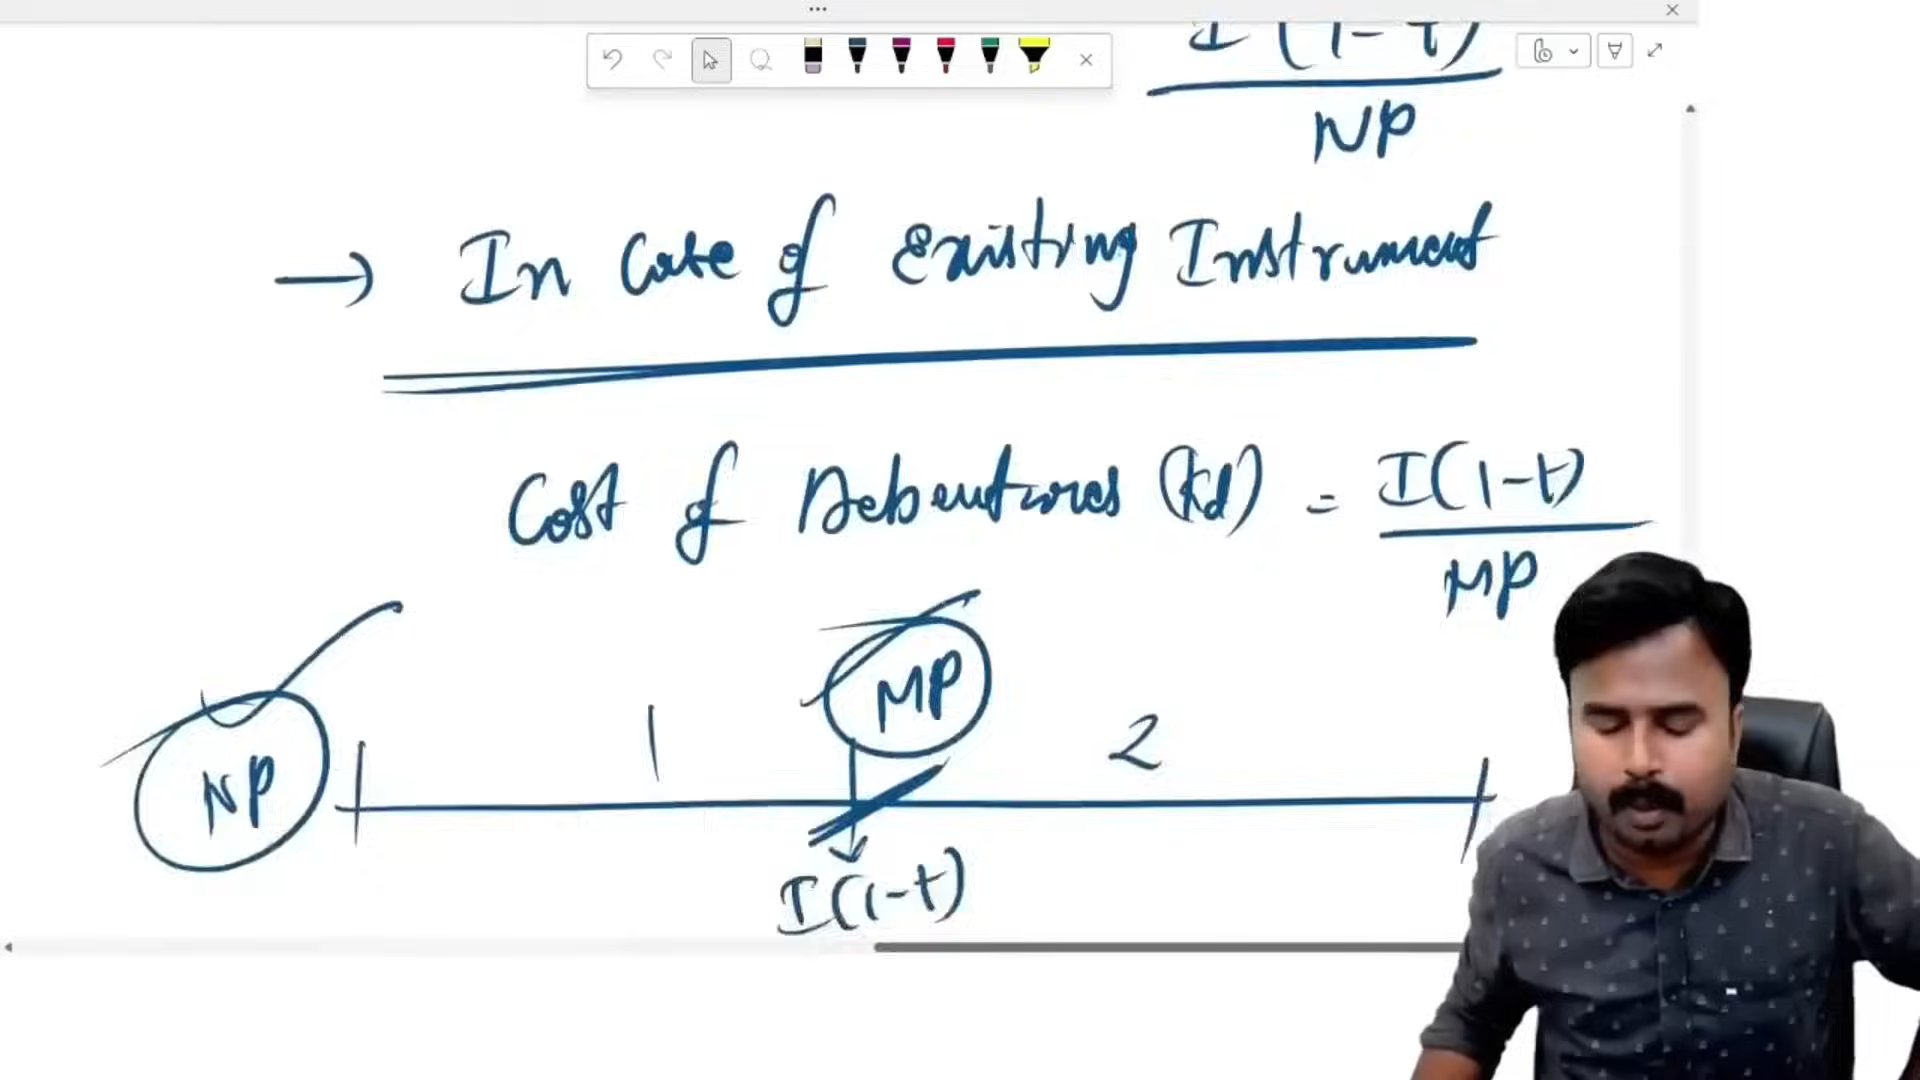 I (1-t)
NP
→ In Case of Existing Instrument
Cost of Debentures (Kd) = I(1-t)
MP
NP
1
MP
2
I(1-t)